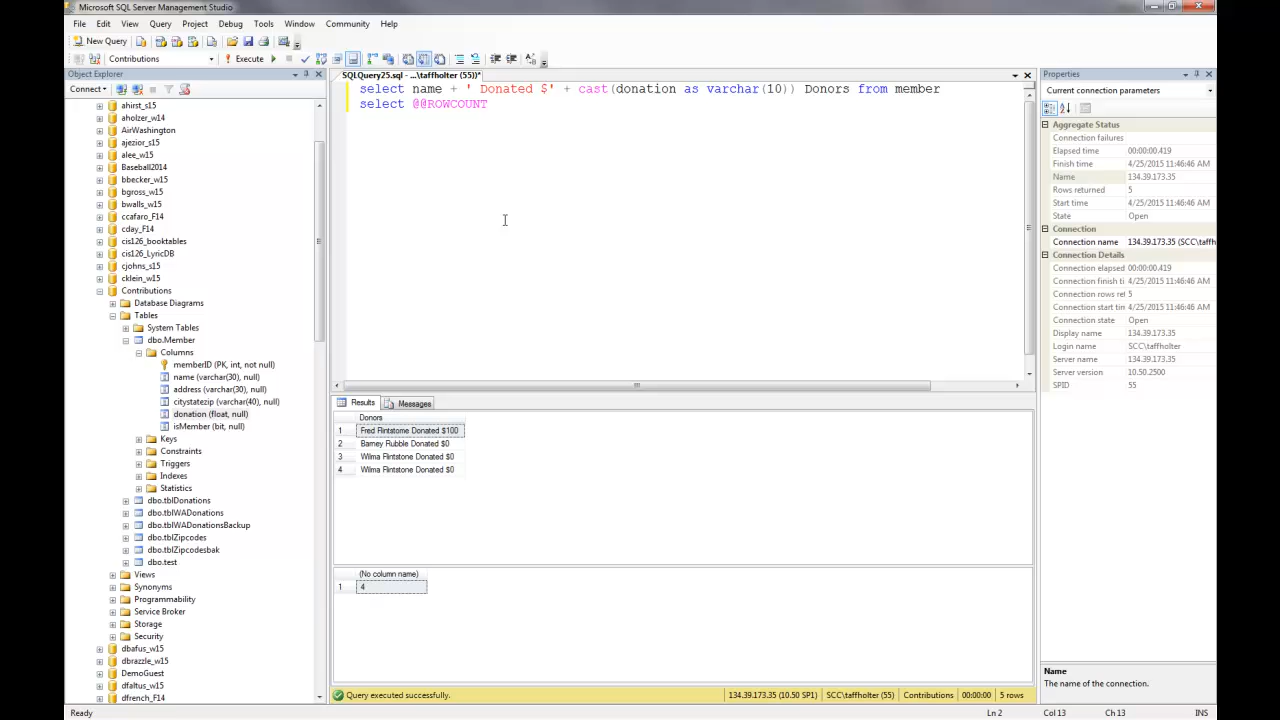 Microsoft SQL Server Management Studio
File Edit View Query Project Debug Tools Window Community Help
New Query
Contributions Execute
Object Explorer
Connect
ahirst_s15
aholzer_w14
AirWashington
ajezior_s15
alee_w15
Baseball2014
bbecker_w15
bgross_w15
bwalls_w15
ccafaro_F14
cday_F14
cis126_booktables
cis126_LyricDB
cjohns_s15
cklein_w15
Contributions
Database Diagrams
Tables
System Tables
dbo.Member
Columns
memberID (PK, int, not null)
name (varchar(30), null)
address (varchar(30), null)
citystatezip (varchar(40), null)
donation (float, null)
isMember (bit, null)
Keys
Constraints
Triggers
Indexes
Statistics
dbo.tblDonations
dbo.tblWADonations
dbo.tblWADonationsBackup
dbo.tblZipcodes
dbo.tblZipcodesbak
dbo.test
Views
Synonyms
Programmability
Service Broker
Storage
Security
dbafus_w15
dbrazzle_w15
DemoGuest
dfaltus_w15
dfrench_F14
SQLQuery25.sql - ...\taffholter (55))*
select name + ' Donated $' + cast(donation as varchar(10)) Donors from member
select @@ROWCOUNT
Results Messages
Donors
1 Fred Flintstome Donated $100
2 Barney Rubble Donated $0
3 Wilma Flintstone Donated $0
4 Wilma Flintstone Donated $0
(No column name)
1 4
Query executed successfully. 134.39.173.35 (10.50 SP1) SCC\taffholter (55) Contributions 00:00:00 5 rows
Properties
Current connection parameters
Aggregate Status
Connection failures
Elapsed time 00:00:00.419
Finish time 4/25/2015 11:46:46 AM
Name 134.39.173.35
Rows returned 5
Start time 4/25/2015 11:46:46 AM
State Open
Connection
Connection name 134.39.173.35 (SCC\taffh
Connection Details
Connection elapsed 00:00:00.419
Connection finish ti 4/25/2015 11:46:46 AM
Connection rows ret 5
Connection start tim 4/25/2015 11:46:46 AM
Connection state Open
Display name 134.39.173.35
Login name SCC\taffholter
Server name 134.39.173.35
Server version 10.50.2500
SPID 55
Name
The name of the connection.
Ready Ln 2 Col 13 Ch 13 INS